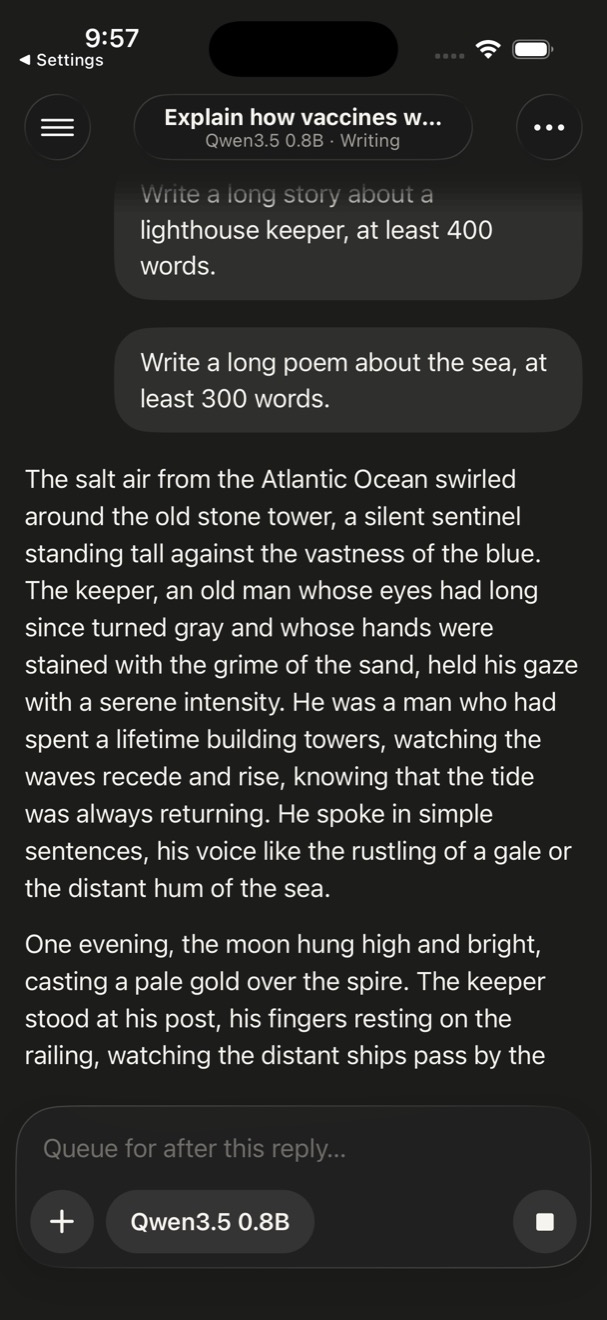 9:57
◀ Settings
Explain how vaccines w...
Qwen3.5 0.8B · Writing
Write a long story about a
lighthouse keeper, at least 400
words.
Write a long poem about the sea, at
least 300 words.
The salt air from the Atlantic Ocean swirled
around the old stone tower, a silent sentinel
standing tall against the vastness of the blue.
The keeper, an old man whose eyes had long
since turned gray and whose hands were
stained with the grime of the sand, held his gaze
with a serene intensity. He was a man who had
spent a lifetime building towers, watching the
waves recede and rise, knowing that the tide
was always returning. He spoke in simple
sentences, his voice like the rustling of a gale or
the distant hum of the sea.
One evening, the moon hung high and bright,
casting a pale gold over the spire. The keeper
stood at his post, his fingers resting on the
railing, watching the distant ships pass by the
Queue for after this reply...
Qwen3.5 0.8B